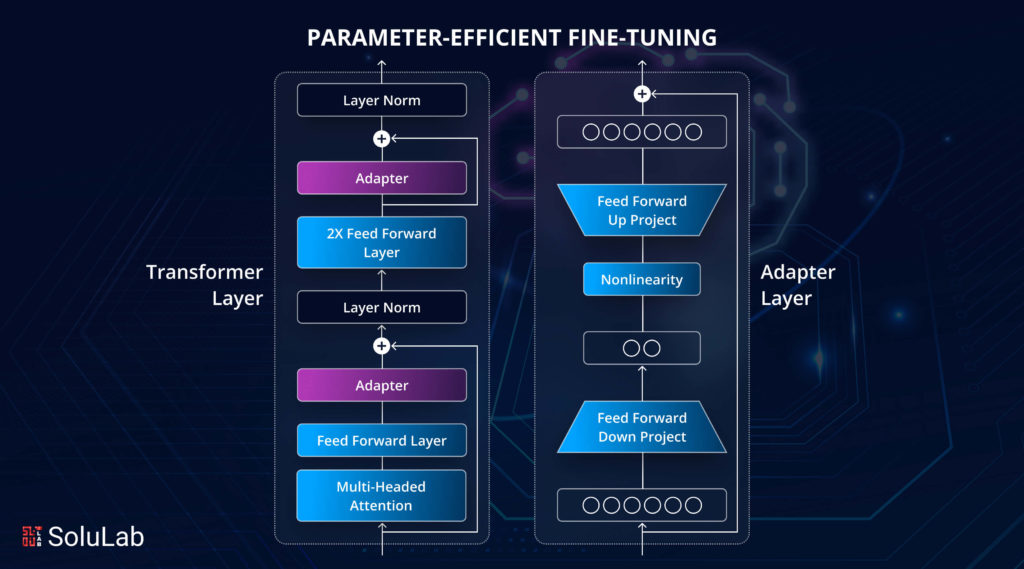 PARAMETER-EFFICIENT FINE-TUNING
Transformer
Layer
Layer Norm
Adapter
2X Feed Forward
Layer
Layer Norm
Adapter
Feed Forward Layer
Multi-Headed
Attention
Feed Forward
Up Project
Nonlinearity
Feed Forward
Down Project
Adapter
Layer
SoluLab